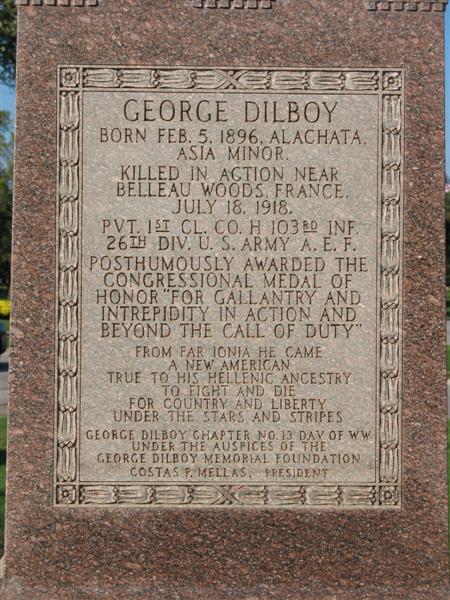 GEORGE DILBOY
BORN FEB. 5, 1896, ALACHATA,
ASIA MINOR.
KILLED IN ACTION NEAR
BELLEAU WOODS, FRANCE,
JULY 18, 1918.
PVT. 1ST CL. CO. H 103RD INF.
26TH DIV. U.S. ARMY A.E.F.
POSTHUMOUSLY AWARDED THE
CONGRESSIONAL MEDAL OF
HONOR "FOR GALLANTRY AND
INTREPIDITY IN ACTION AND
BEYOND THE CALL OF DUTY"
FROM FAR IONIA HE CAME
A NEW AMERICAN
TRUE TO HIS HELLENIC ANCESTRY
TO FIGHT AND DIE
FOR COUNTRY AND LIBERTY
UNDER THE STARS AND STRIPES
GEORGE DILBOY CHAPTER NO. 13 DAV OF WW
UNDER THE AUSPICES OF THE
GEORGE DILBOY MEMORIAL FOUNDATION
COSTAS P. MELLAS, PRESIDENT